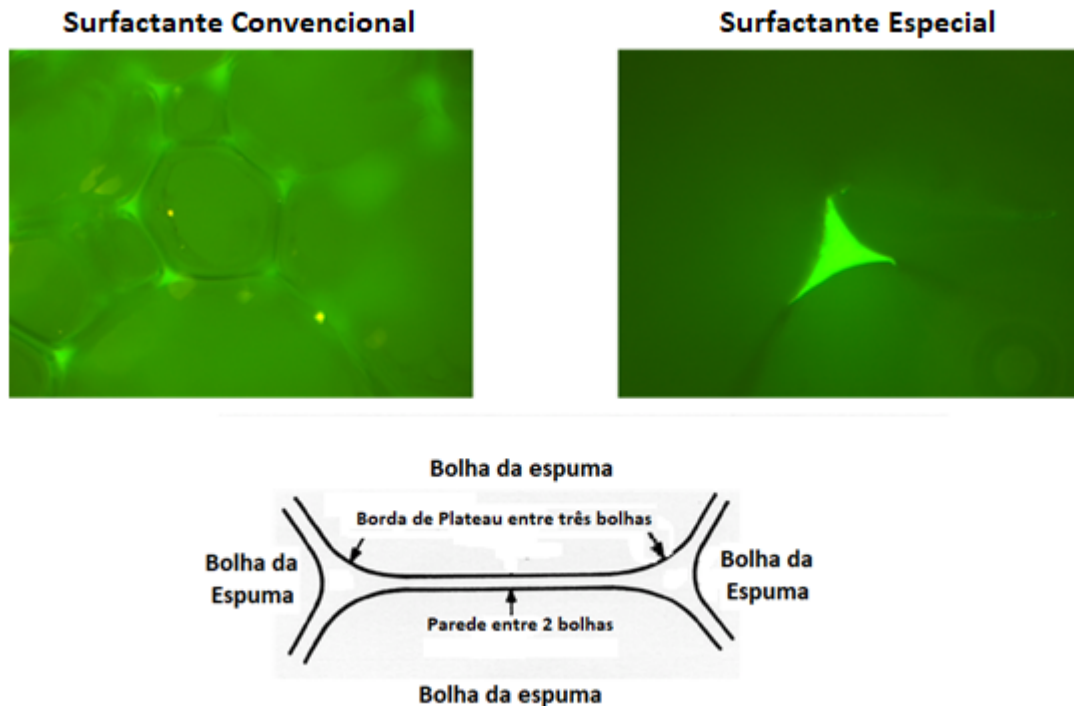 Surfactante Convencional
Surfactante Especial
Bolha da espuma
Borda de Plateau entre três bolhas
Bolha da
Espuma
Bolha da
Espuma
Parede entre 2 bolhas
Bolha da espuma